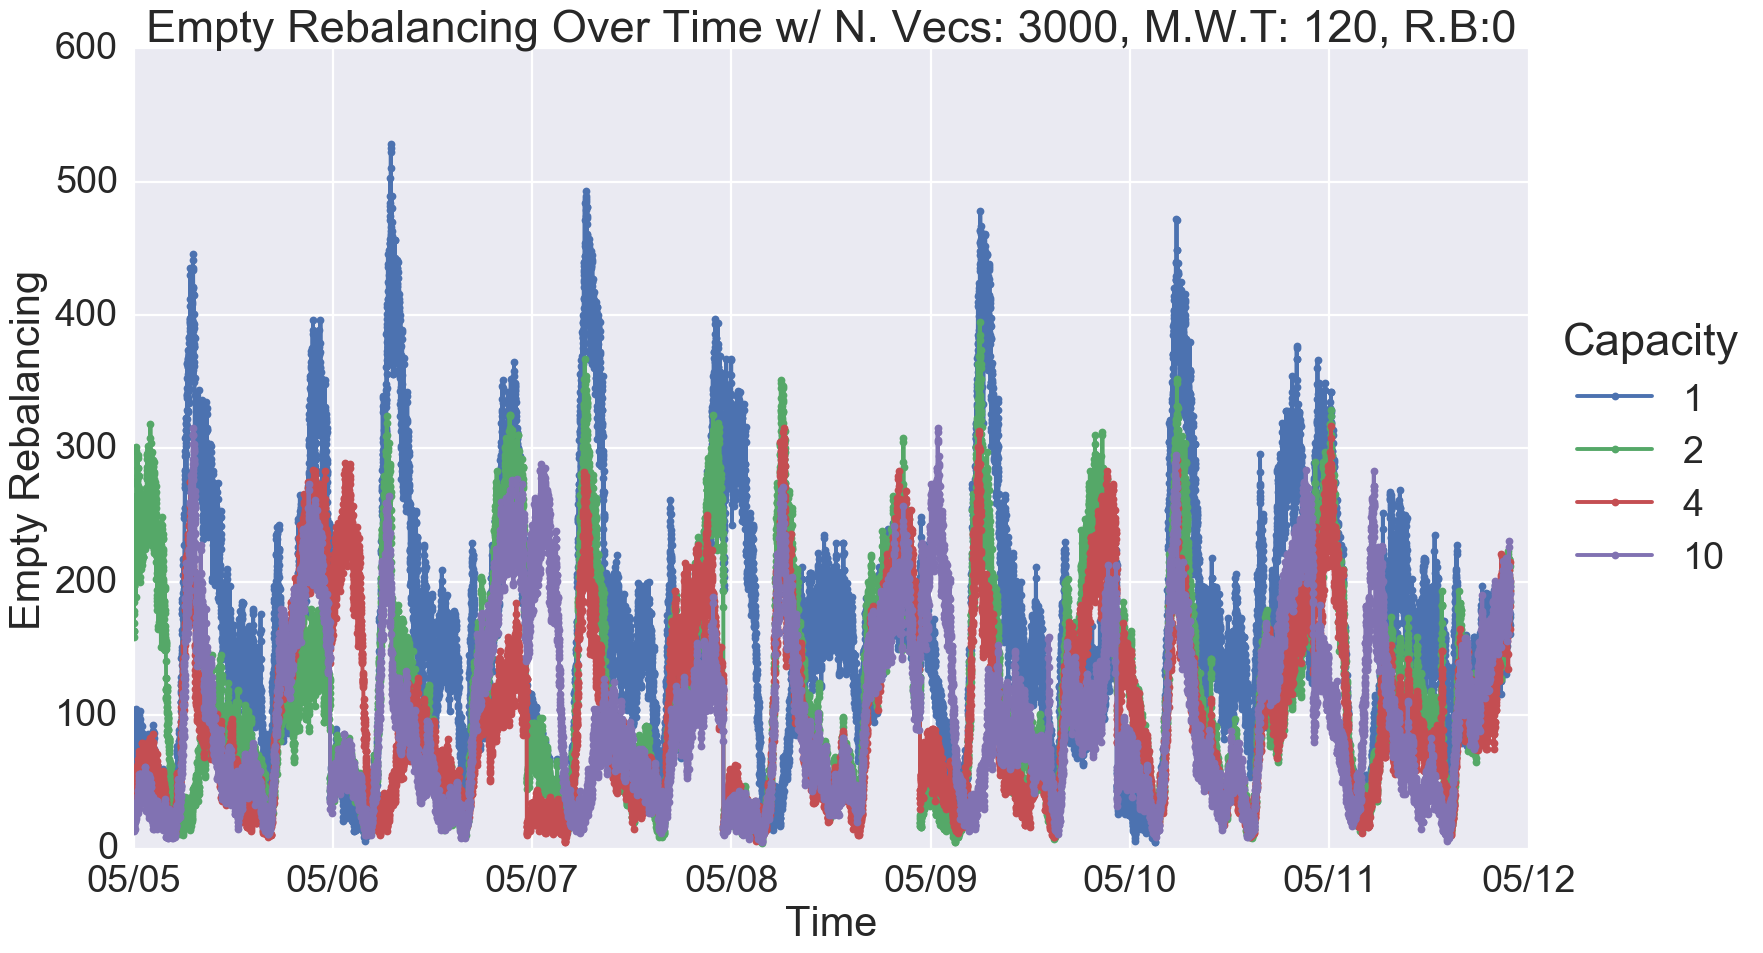 Empty Rebalancing Over Time w/ N. Vecs: 3000, M.W.T: 120, R.B:0
600
500
400
300
200
100
0
Empty Rebalancing
05/05 05/06 05/07 05/08 05/09 05/10 05/11 05/12
Time
Capacity
1
2
4
10